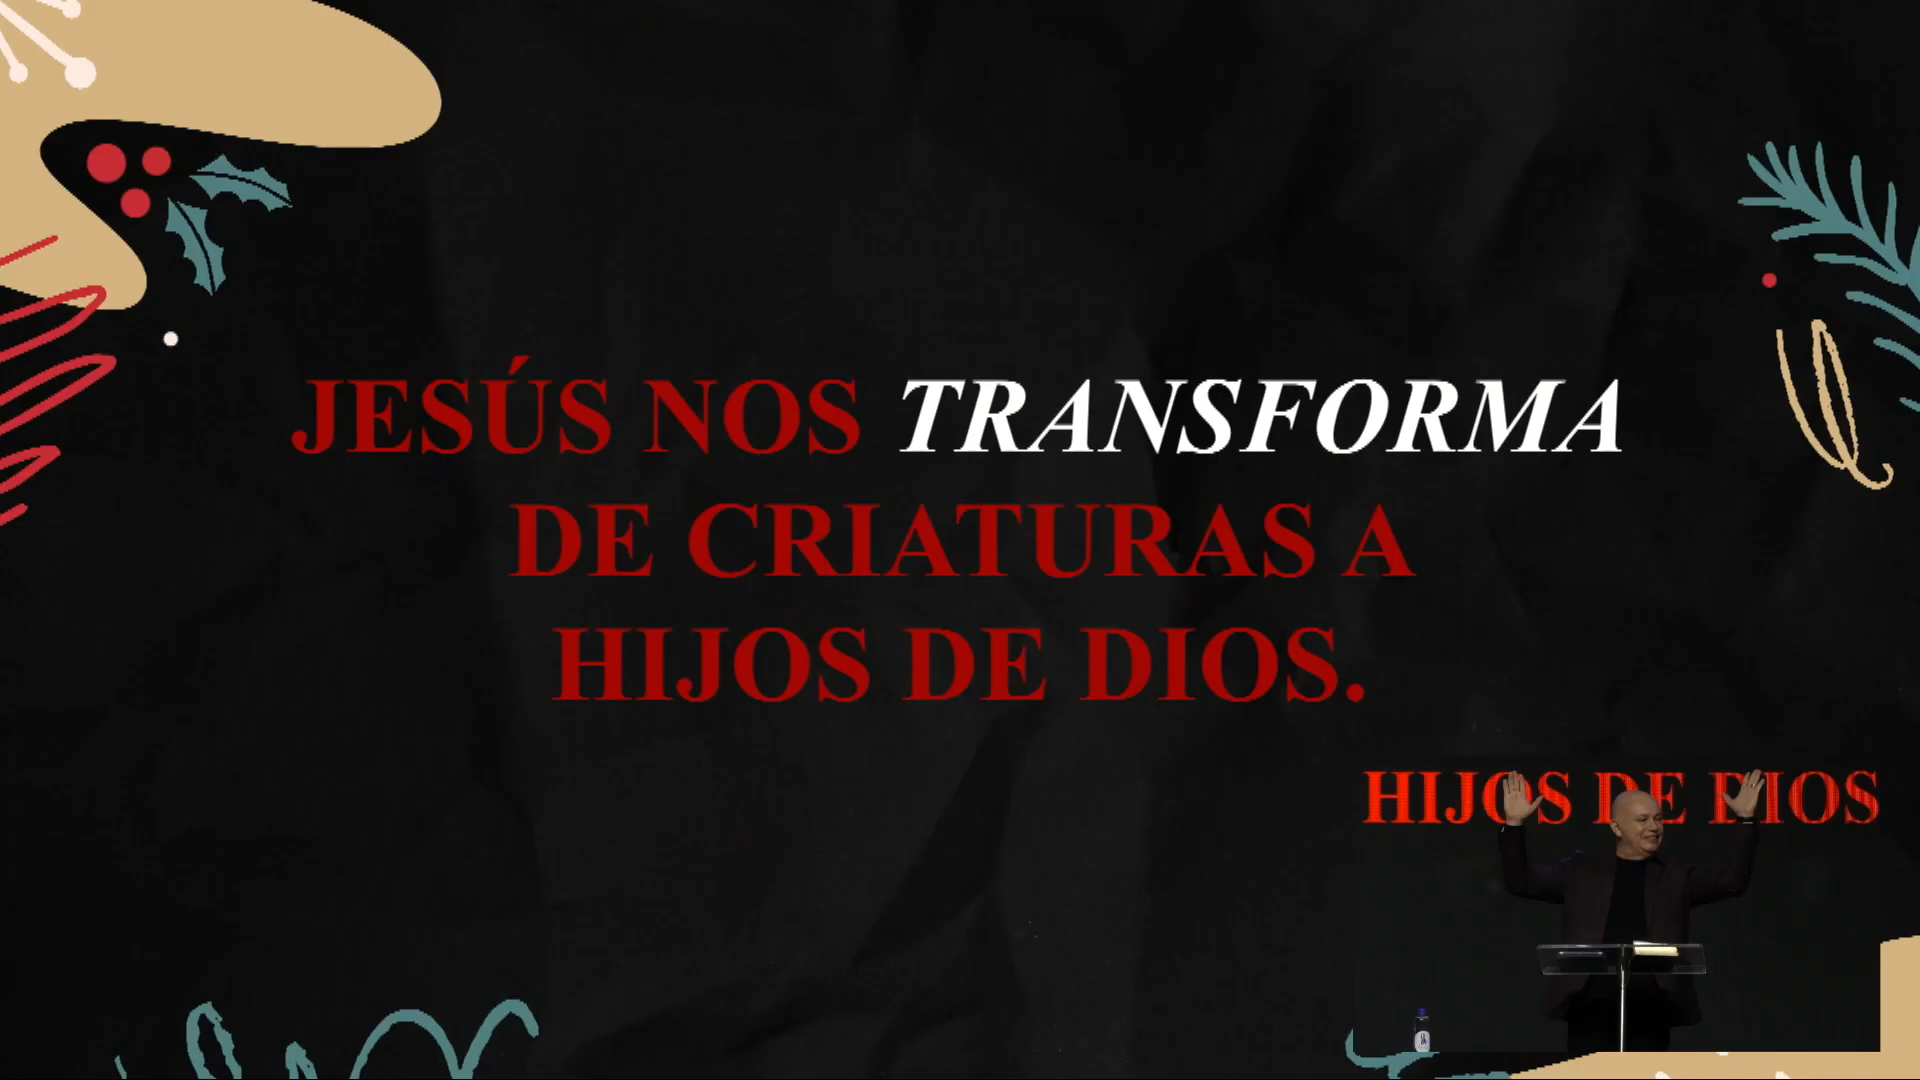 JESÚS NOS TRANSFORMA
DE CRIATURAS A
HIJOS DE DIOS.
HIJOS DE DIOS